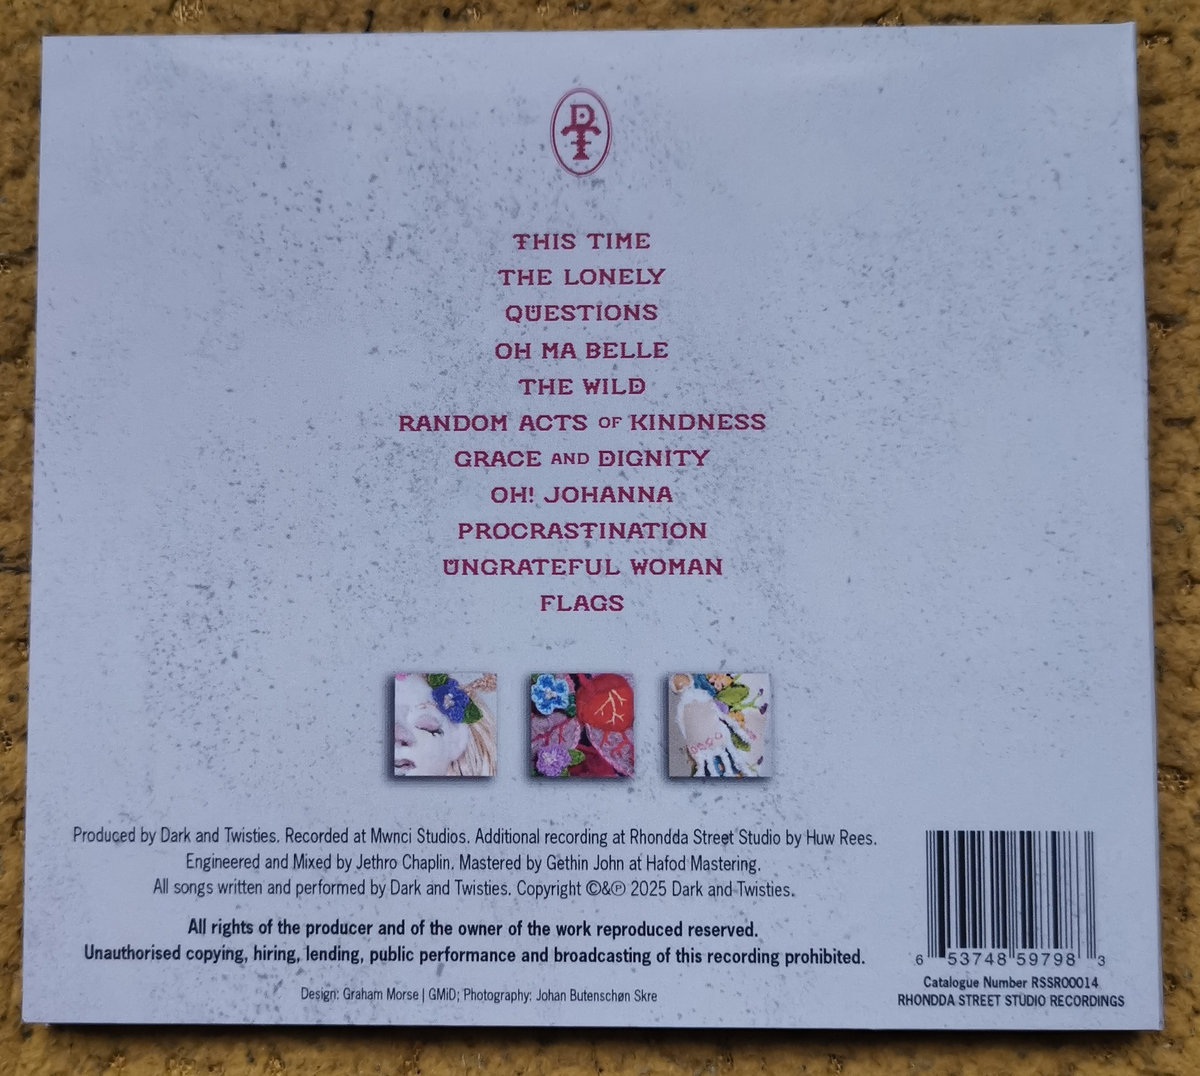 DT
THIS TIME
THE LONELY
QUESTIONS
OH MA BELLE
THE WILD
RANDOM ACTS OF KINDNESS
GRACE AND DIGNITY
OH! JOHANNA
PROCRASTINATION
UNGRATEFUL WOMAN
FLAGS
Produced by Dark and Twisties. Recorded at Mwnci Studios. Additional recording at Rhondda Street Studio by Huw Rees.
Engineered and Mixed by Jethro Chaplin. Mastered by Gethin John at Hafod Mastering.
All songs written and performed by Dark and Twisties. Copyright ©&℗ 2025 Dark and Twisties.
All rights of the producer and of the owner of the work reproduced reserved.
Unauthorised copying, hiring, lending, public performance and broadcasting of this recording prohibited.
Design: Graham Morse | GMiD; Photography: Johan Butenschøn Skre
6 53748 59798 3
Catalogue Number RSSR00014
RHONDDA STREET STUDIO RECORDINGS